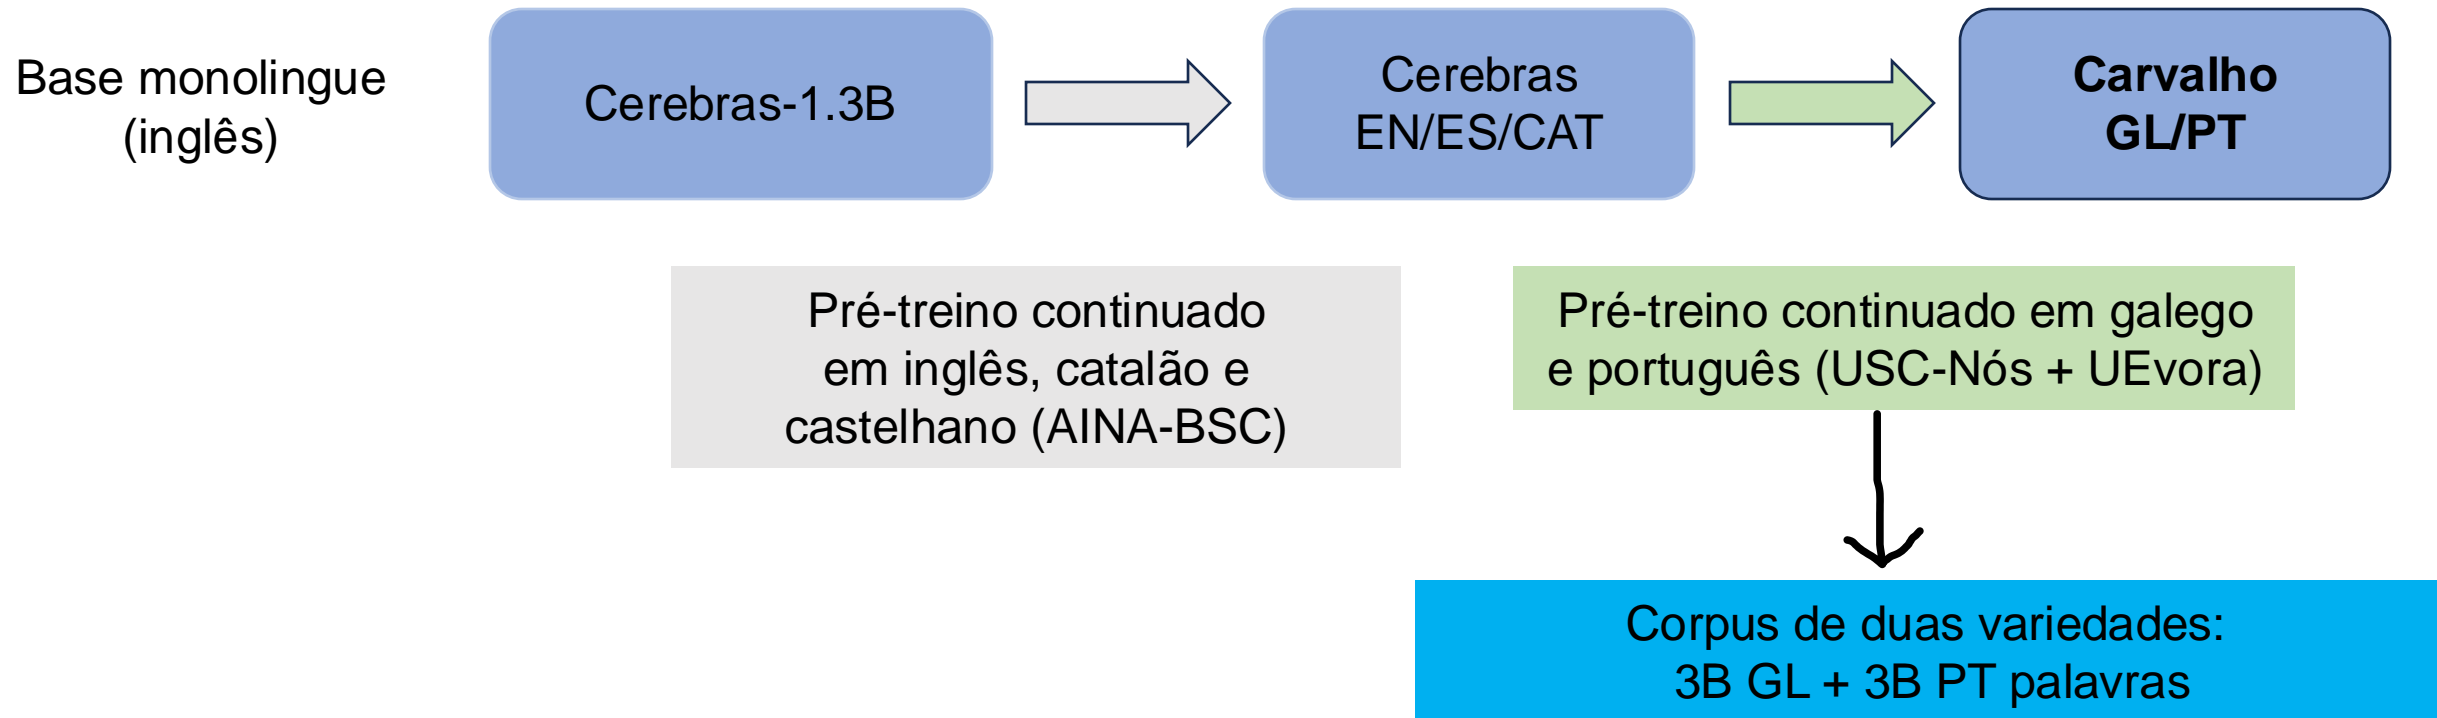 Base monolingue
(inglês)
Cerebras-1.3B
Cerebras
EN/ES/CAT
Carvalho
GL/PT
Pré-treino continuado
em inglês, catalão e
castelhano (AINA-BSC)
Pré-treino continuado em galego
e português (USC-Nós + UEvora)
Corpus de duas variedades:
3B GL + 3B PT palavras